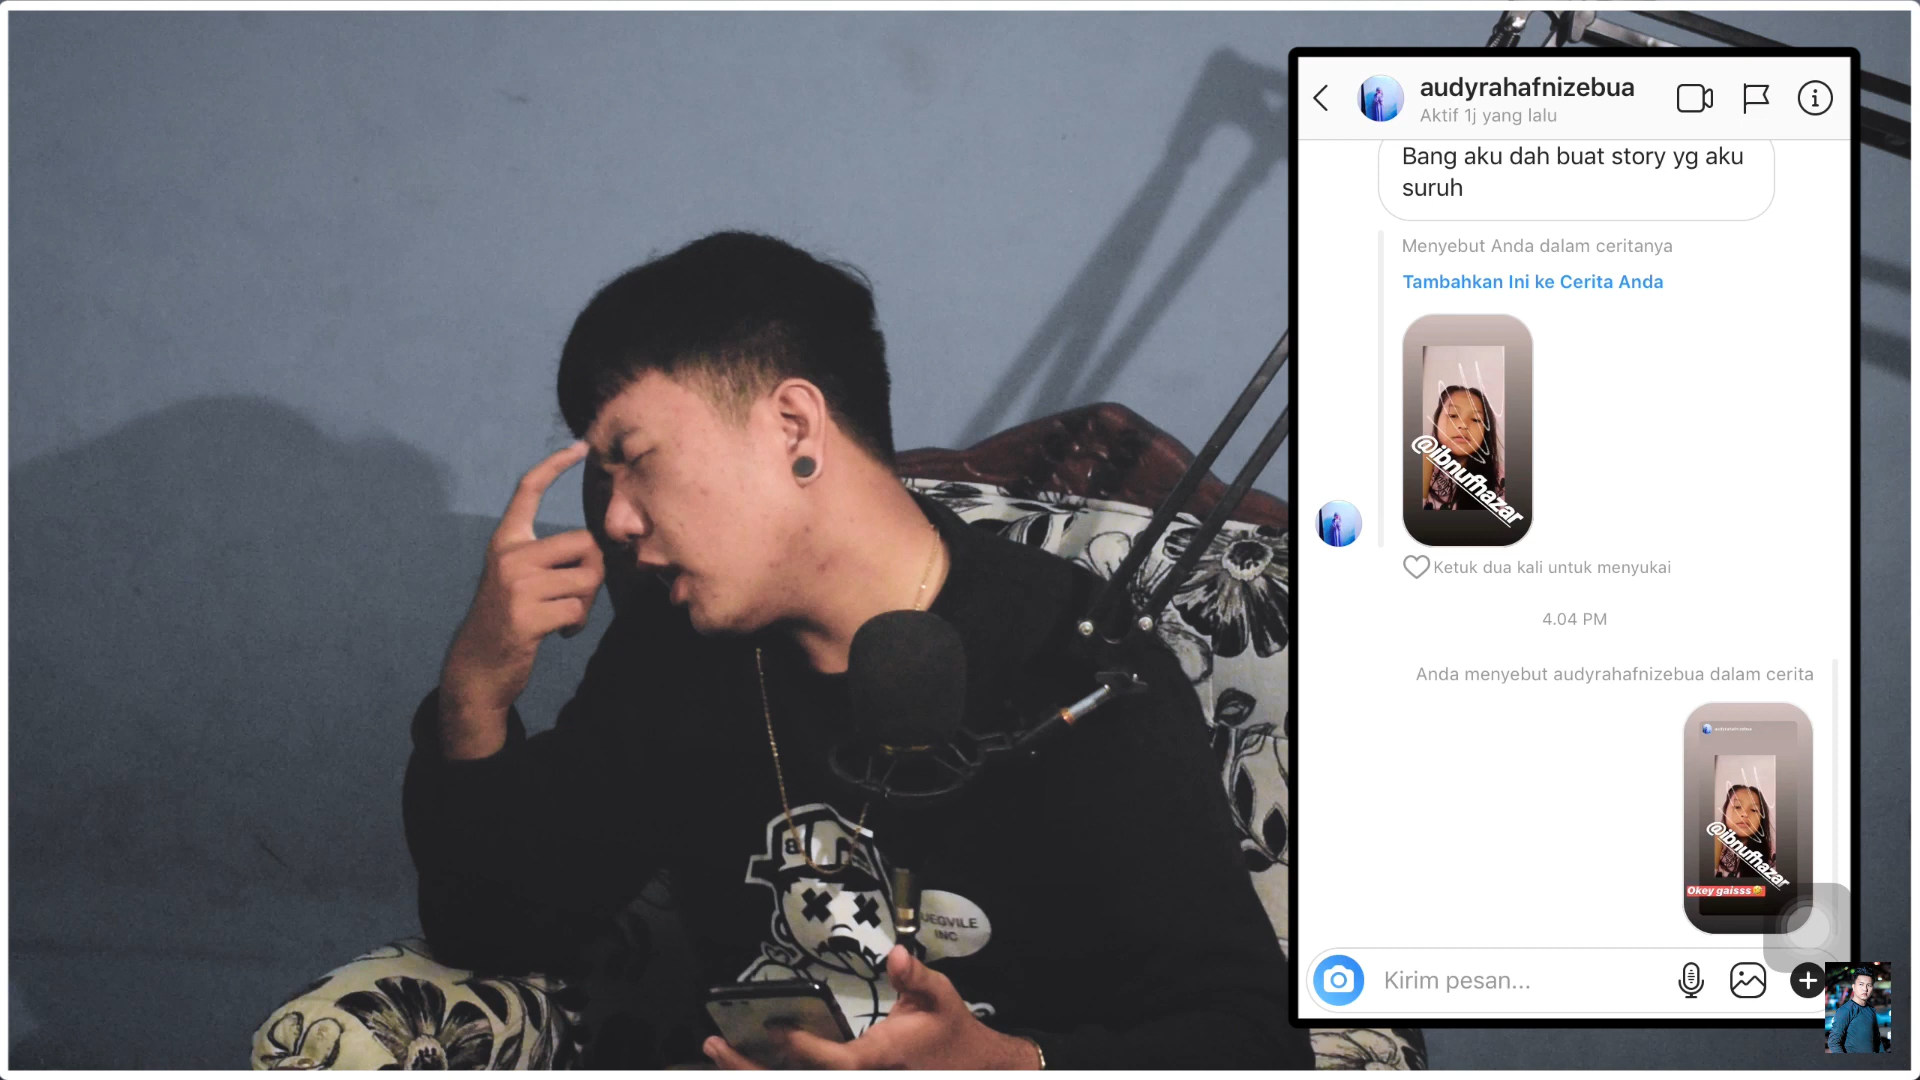 audyrahafnizebua
Aktif 1j yang lalu
Bang aku dah buat story yg aku
suruh
Menyebut Anda dalam ceritanya
Tambahkan Ini ke Cerita Anda
@ibnufhazar
Ketuk dua kali untuk menyukai
4.04 PM
Anda menyebut audyrahafnizebua dalam cerita
@ibnufhazar
Okey gaisss
Kirim pesan...
INC